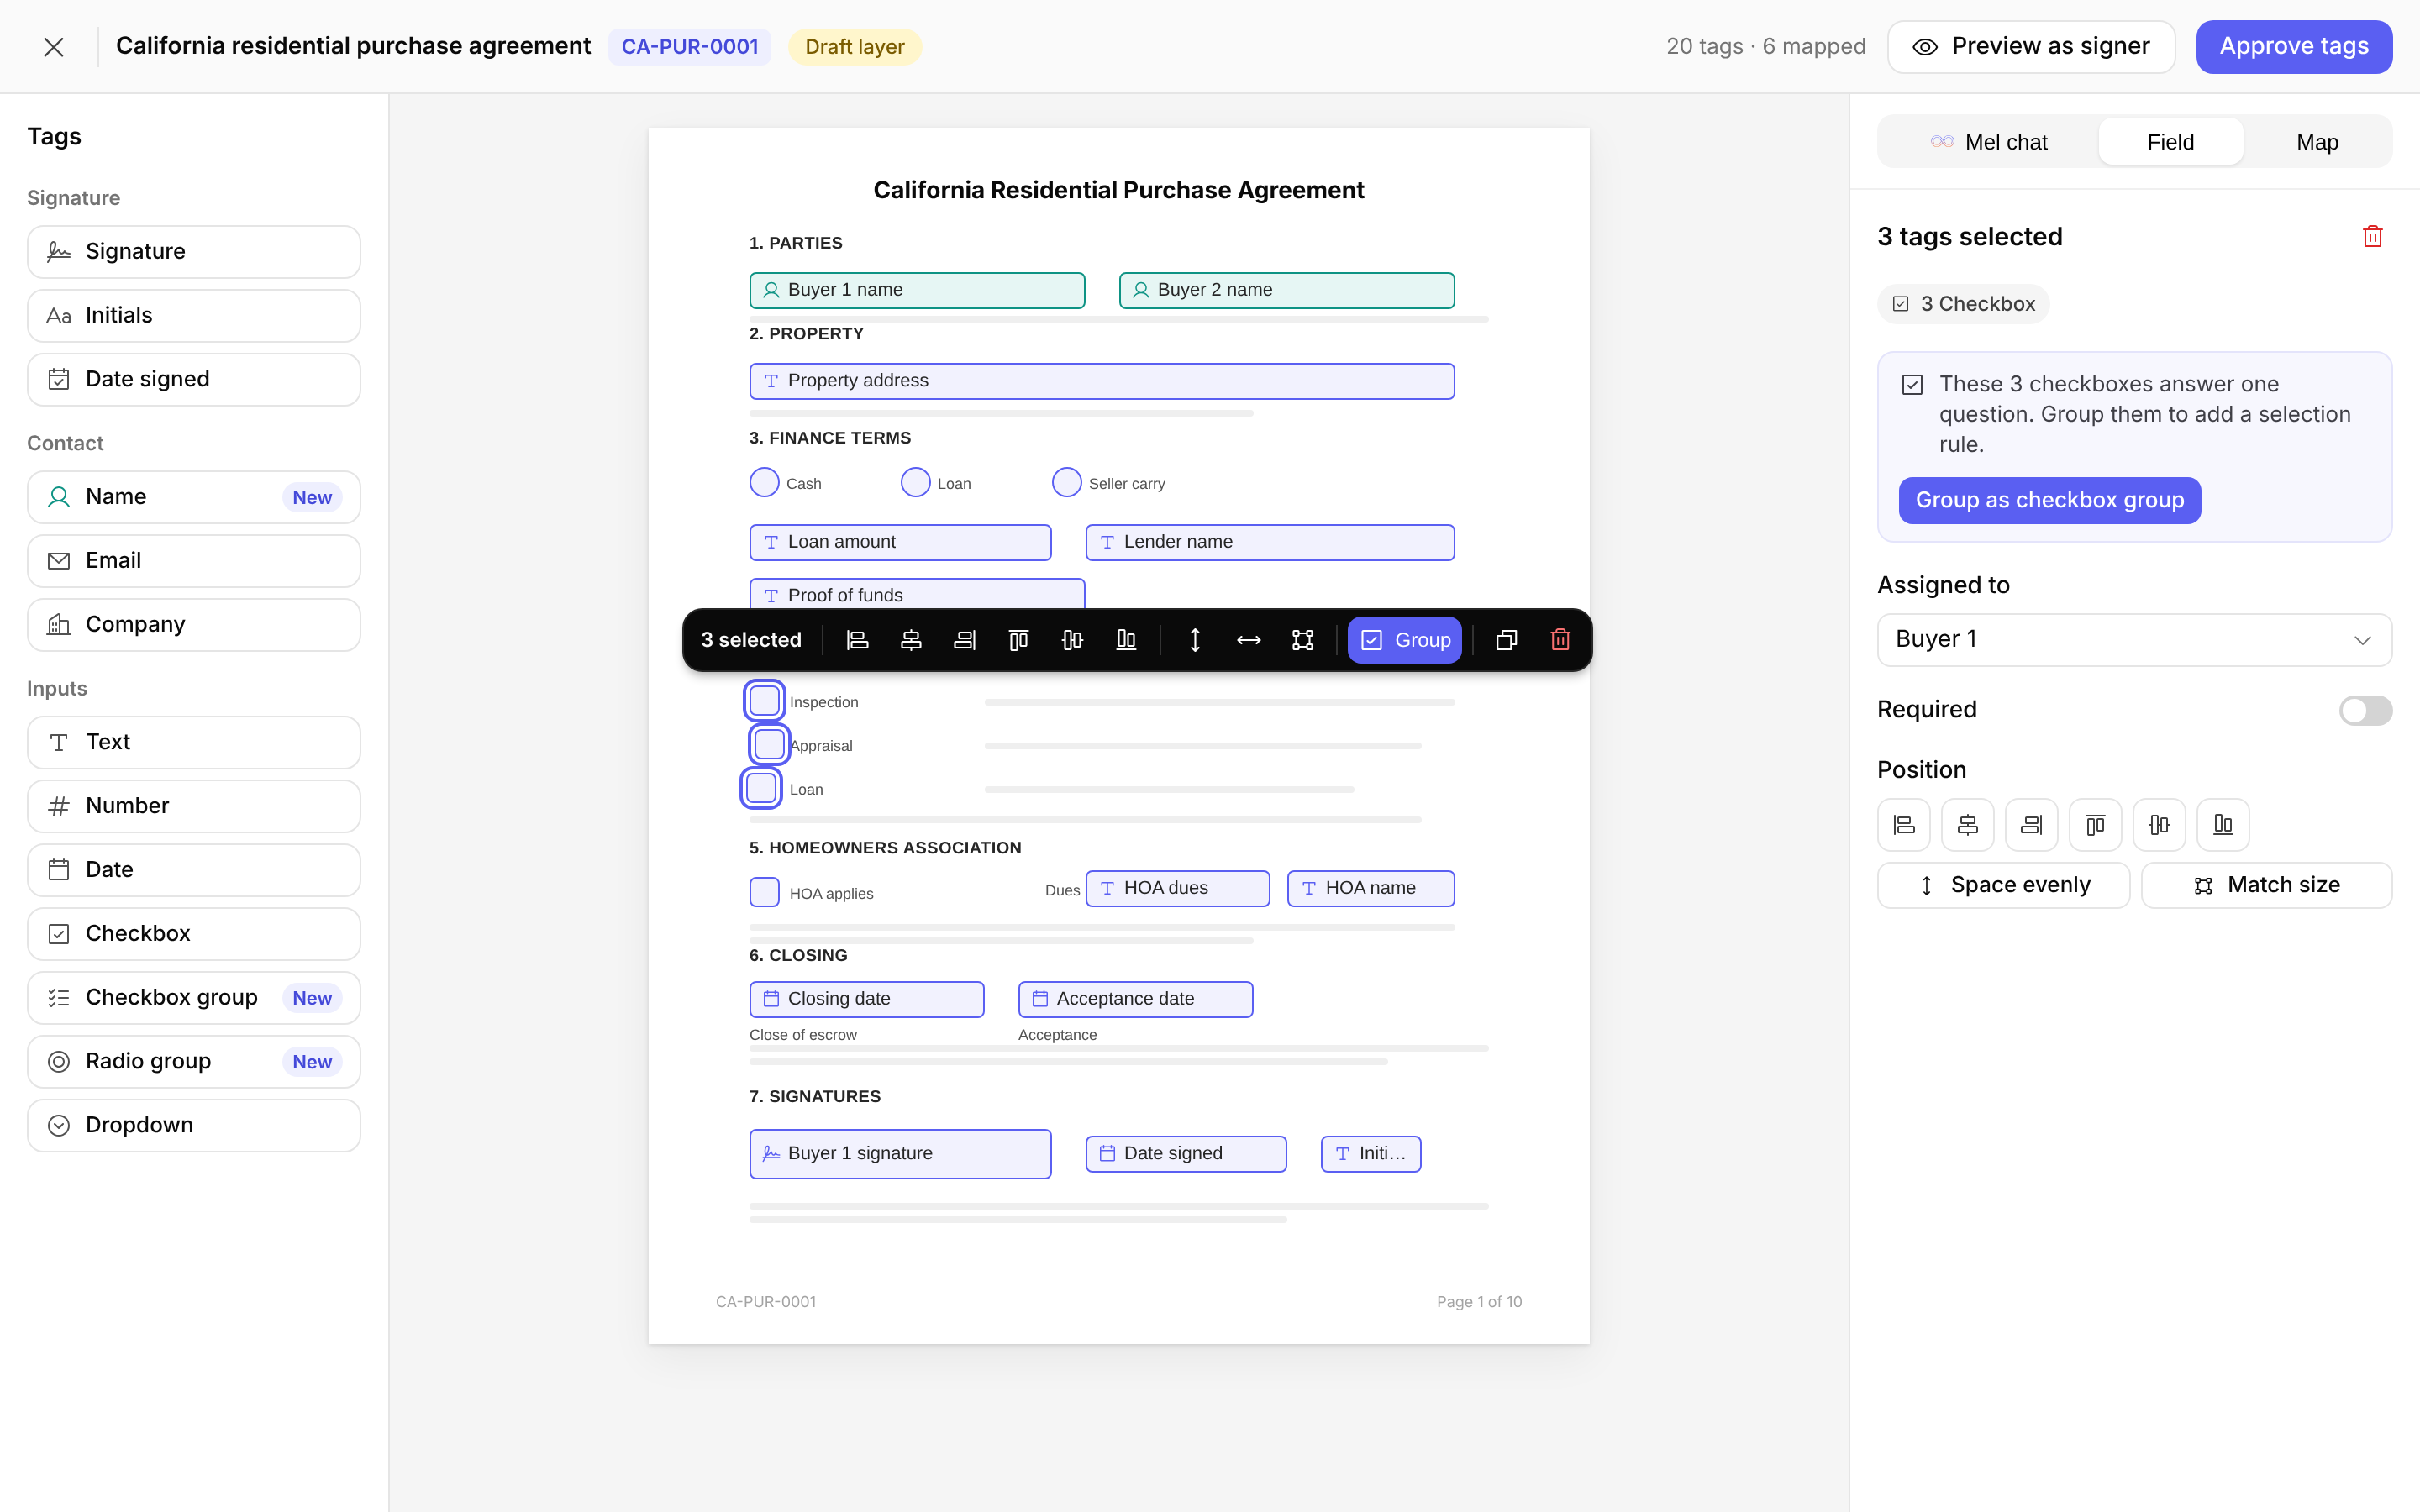 California residential purchase agreement
CA-PUR-0001
Draft layer
20 tags · 6 mapped
Preview as signer
Approve tags
Tags
Signature
Signature
Aa Initials
Date signed
Contact
Name New
Email
Company
Inputs
Text
Number
Date
Checkbox
Checkbox group New
Radio group New
Dropdown
California Residential Purchase Agreement
1. PARTIES
Buyer 1 name
Buyer 2 name
2. PROPERTY
Property address
3. FINANCE TERMS
Cash
Loan
Seller carry
Loan amount
Lender name
Proof of funds
3 selected
Group
Inspection
Appraisal
Loan
5. HOMEOWNERS ASSOCIATION
HOA applies
Dues
HOA dues
HOA name
6. CLOSING
Closing date
Acceptance date
Close of escrow
Acceptance
7. SIGNATURES
Buyer 1 signature
Date signed
Initi…
CA-PUR-0001
Page 1 of 10
Mel chat
Field
Map
3 tags selected
3 Checkbox
These 3 checkboxes answer one
question. Group them to add a selection
rule.
Group as checkbox group
Assigned to
Buyer 1
Required
Position
Space evenly
Match size